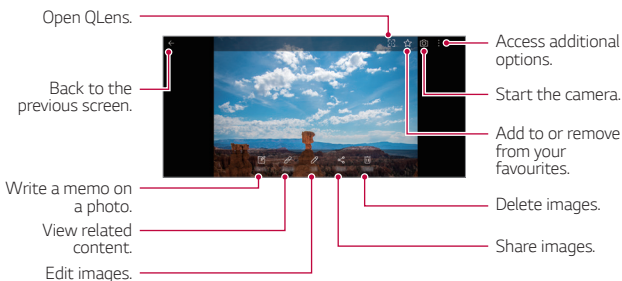 Open QLens.
Back to the
previous screen.
Write a memo on
a photo.
View related
content.
Edit images.
Access additional
options.
Start the camera.
Add to or remove
from your
favourites.
Delete images.
Share images.